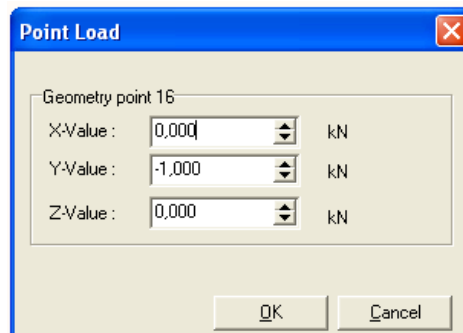 Point Load
Geometry point 16
X-Value : 0,000 kN
Y-Value : -1,000 kN
Z-Value : 0,000 kN
OK Cancel